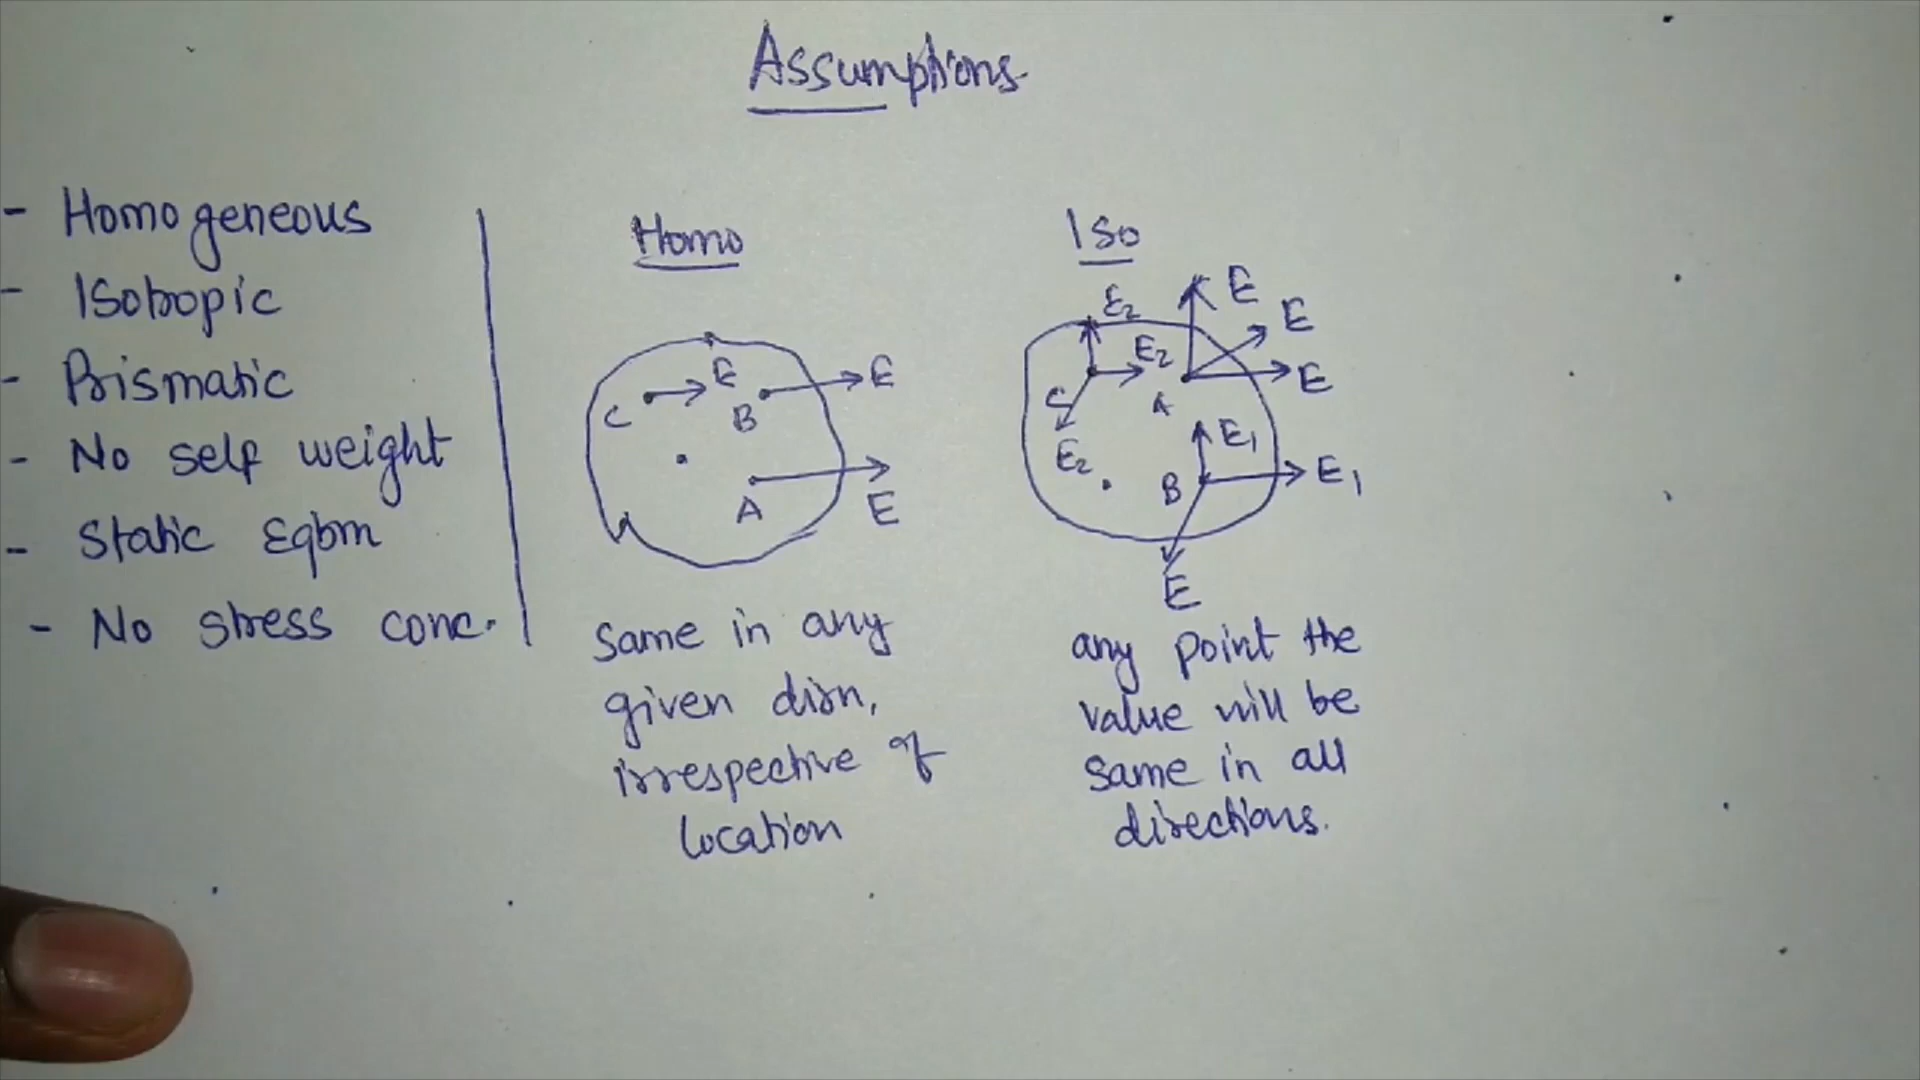 Assumptions
- Homogeneous
- Isotropic
- Prismatic
- No self weight
- Static Eqbm
- No stress conc.
Homo
C E B E
A E
same in any
given dirn,
irrespective of
location
Iso
E2 E E
E2 E
C A
E2 E1
B E1
E
any point the
value will be
same in all
directions.